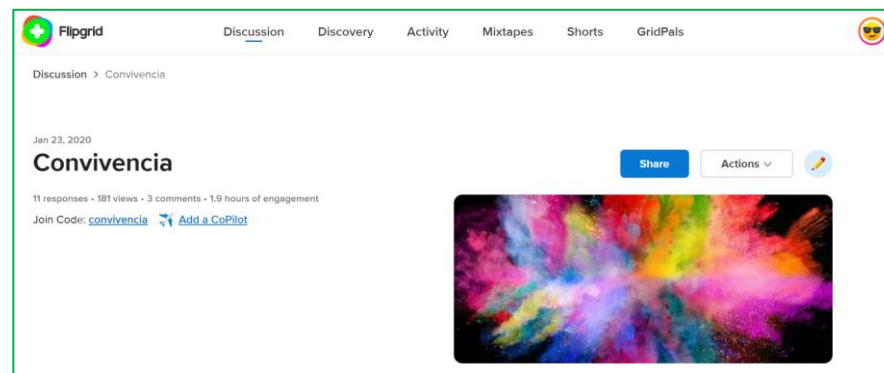 Flipgrid Discussion Discovery Activity Mixtapes Shorts GridPals
Discussion > Convivencia
Jan 23, 2020
Convivencia
Share Actions
11 responses • 181 views • 3 comments • 1.9 hours of engagement
Join Code: convivencia Add a CoPilot